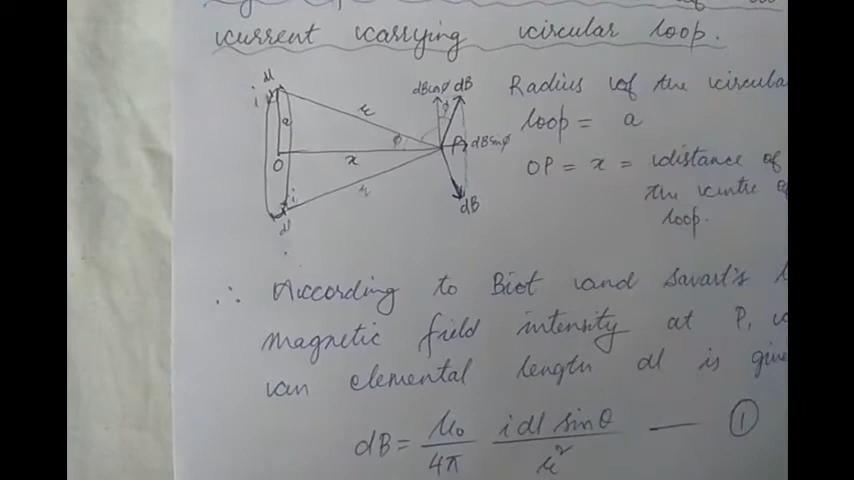 current carrying circular loop.
dl
i
a
r
O
x
r
i
dl
dBcosφ dB
φ
φ
P
dBsinφ
dB
Radius of the circula
loop = a
OP = x = distance of
the centre
loop.
∴ According to Biot and Savart's
magnetic field intensity at P,
an elemental length dl is give
dB = μ₀/4π i dl sinθ/r² — ①